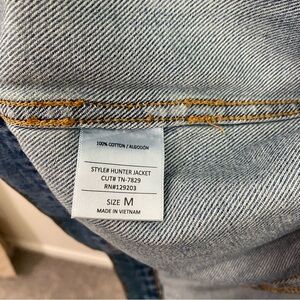 100% COTTON / ALGODON
STYLE# HUNTER JACKET
CUT# TN-7829
RN#129203
SIZE M
MADE IN VIETNAM